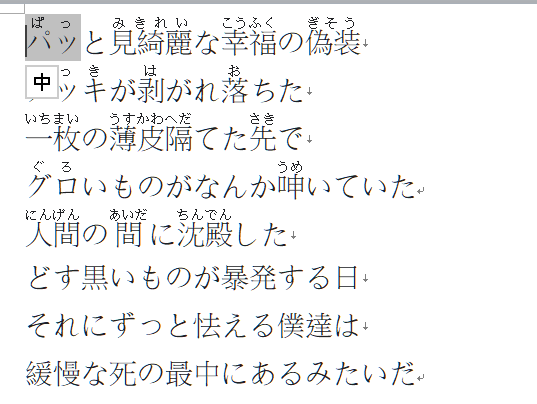 パッと見綺麗な幸福の偽装
ッキが剥がれ落ちた
一枚の薄皮隔てた先で
グロいものがなんか呻いていた
人間の間に沈殿した
どす黒いものが暴発する日
それにずっと怯える僕達は
緩慢な死の最中にあるみたいだ
中